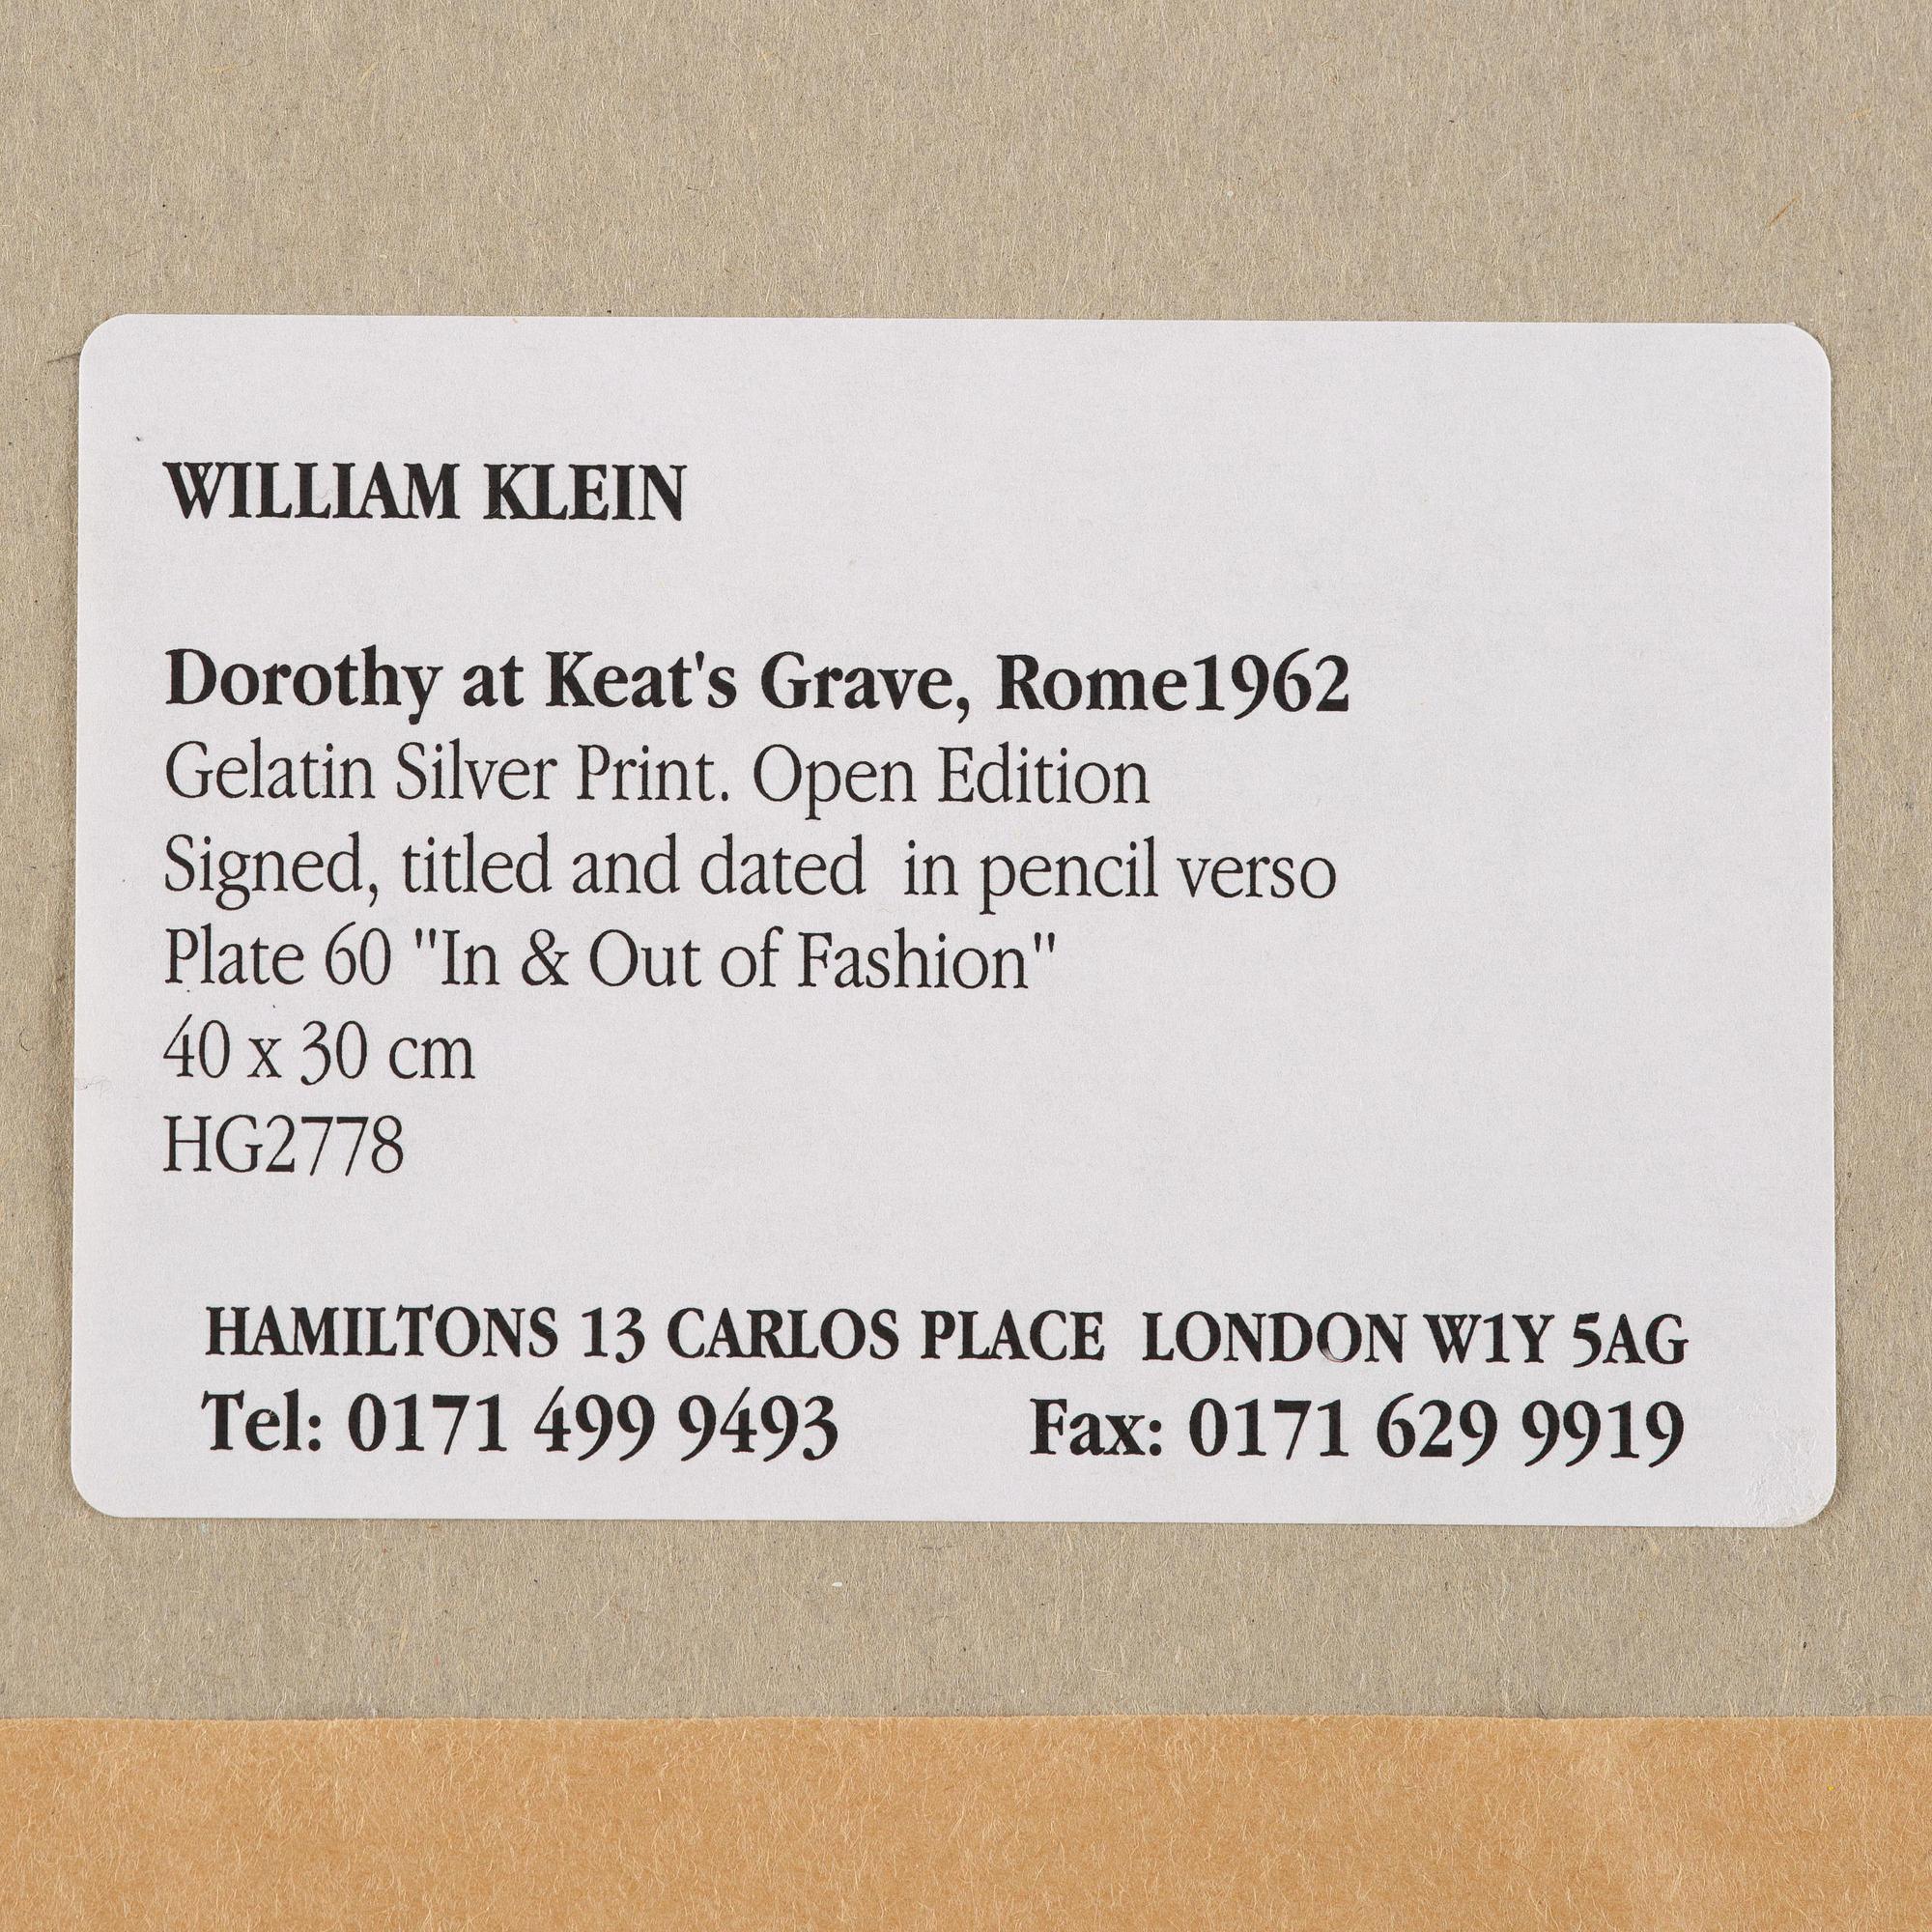 WILLIAM KLEIN
Dorothy at Keat's Grave, Rome1962
Gelatin Silver Print. Open Edition
Signed, titled and dated  in pencil verso
Plate 60 "In & Out of Fashion"
40 x 30 cm
HG2778
HAMILTONS 13 CARLOS PLACE  LONDON W1Y 5AG
Tel: 0171 499 9493 Fax: 0171 629 9919